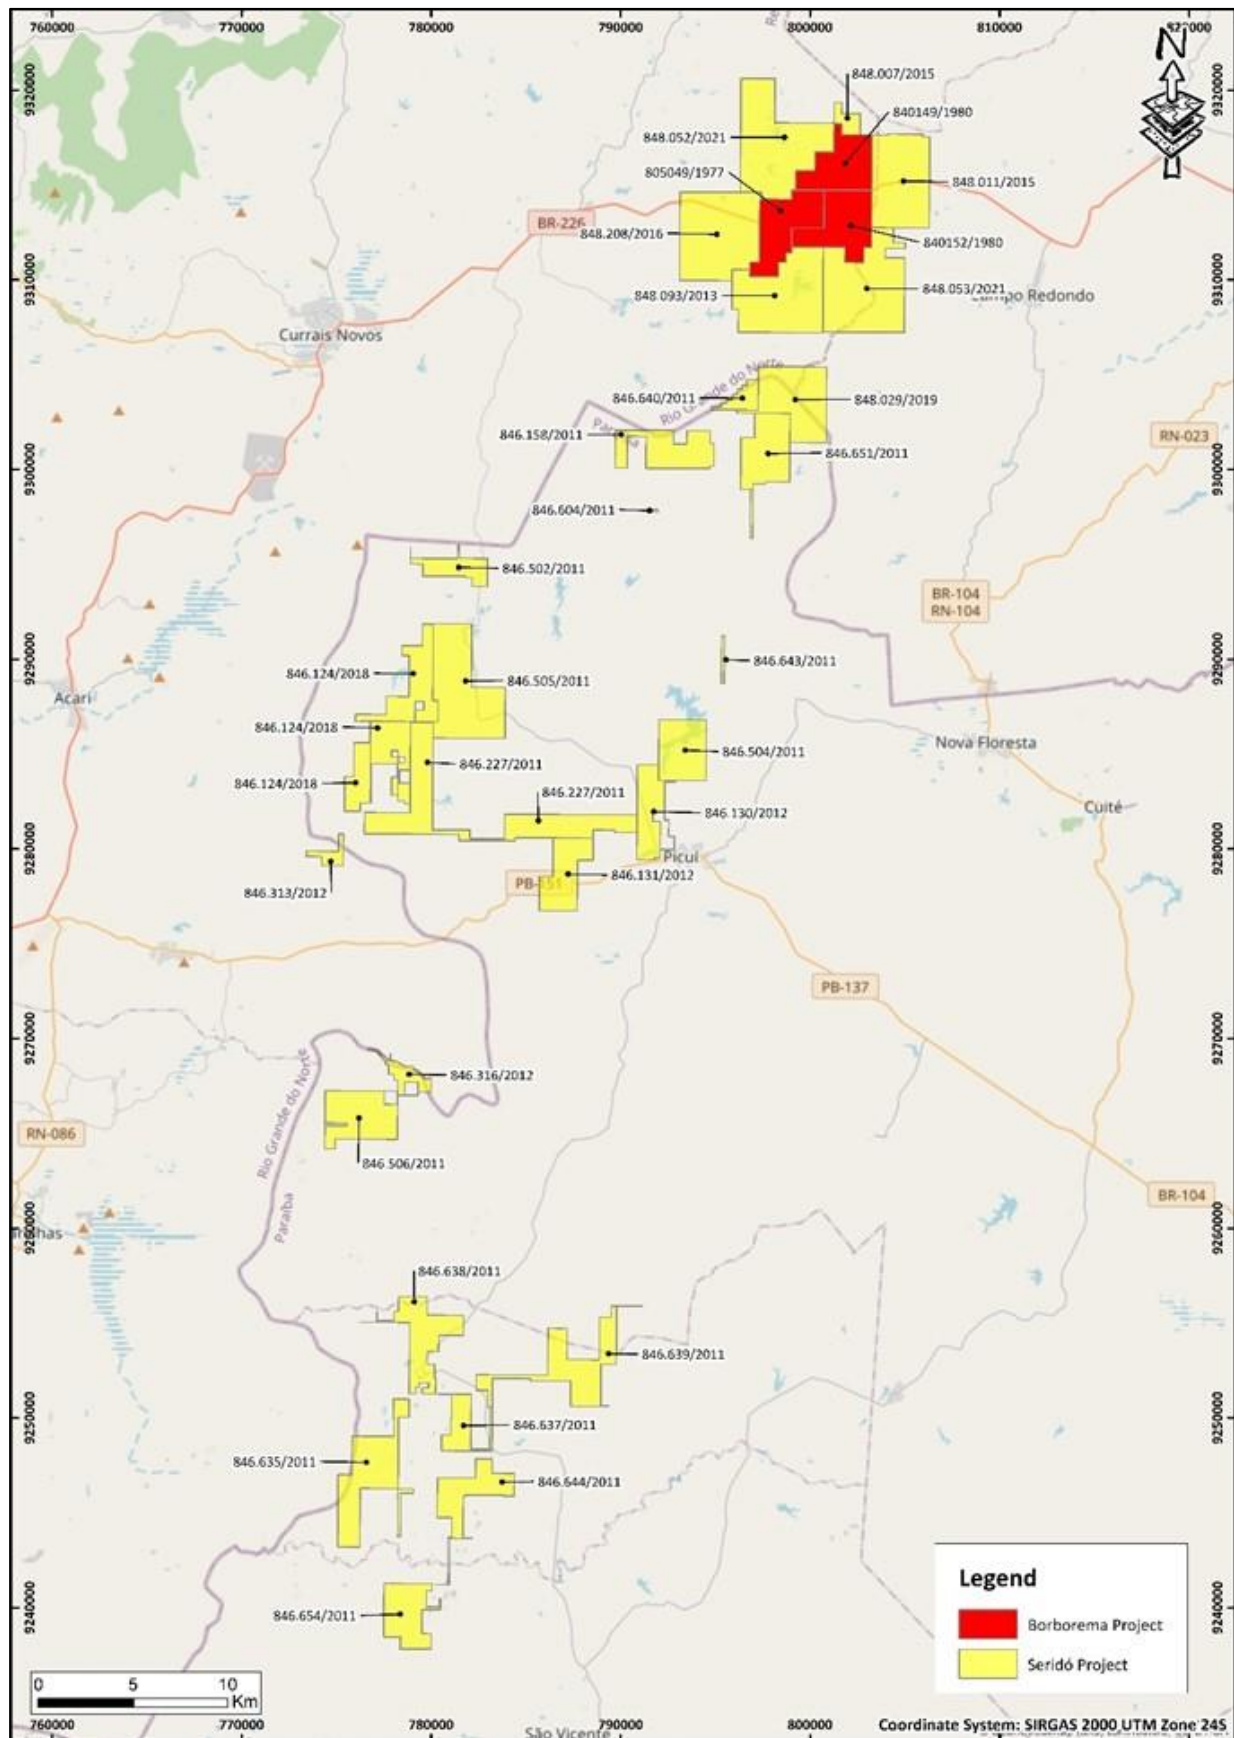 760000 770000 780000 790000 800000 810000
N
9320000
9320000
848.007/2015
840149/1980
848.052/2021
805049/1977
848.011/2015
BR-226
848.208/2016
840152/1980
9310000
9310000
848.093/2013
848.053/2021
Campo Redondo
Currais Novos
Rio Grande do Norte
Paraíba
846.640/2011
848.029/2019
846.158/2011
RN-023
846.651/2011
9300000
9300000
846.604/2011
846.502/2011
BR-104
RN-104
9290000
9290000
846.643/2011
846.124/2018
846.505/2011
Acari
846.124/2018
846.504/2011
Nova Floresta
846.227/2011
846.124/2018
846.227/2011
846.130/2012
Cuité
9280000
9280000
Picuí
846.131/2012
PB-151
846.313/2012
PB-137
9270000
9270000
846.316/2012
Rio Grande do Norte
RN-086
846.506/2011
Paraíba
BR-104
9260000
9260000
846.638/2011
846.639/2011
9250000
9250000
846.637/2011
846.635/2011
846.644/2011
9240000
9240000
846.654/2011
Legend
Borborema Project
Seridó Project
0 5 10
Km
760000 770000 780000 790000 800000
São Vicente
Coordinate System: SIRGAS 2000 UTM Zone 24S